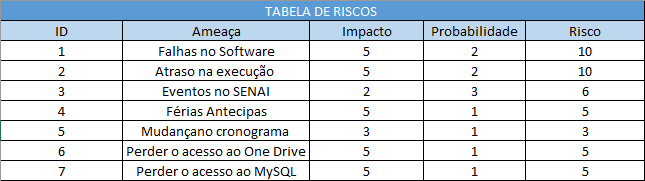 TABELA DE RISCOS
ID Ameaça Impacto Probabilidade Risco
1 Falhas no Software 5 2 10
2 Atraso na execução 5 2 10
3 Eventos no SENAI 2 3 6
4 Férias Antecipas 5 1 5
5 Mudançano cronograma 3 1 3
6 Perder o acesso ao One Drive 5 1 5
7 Perder o acesso ao MySQL 5 1 5